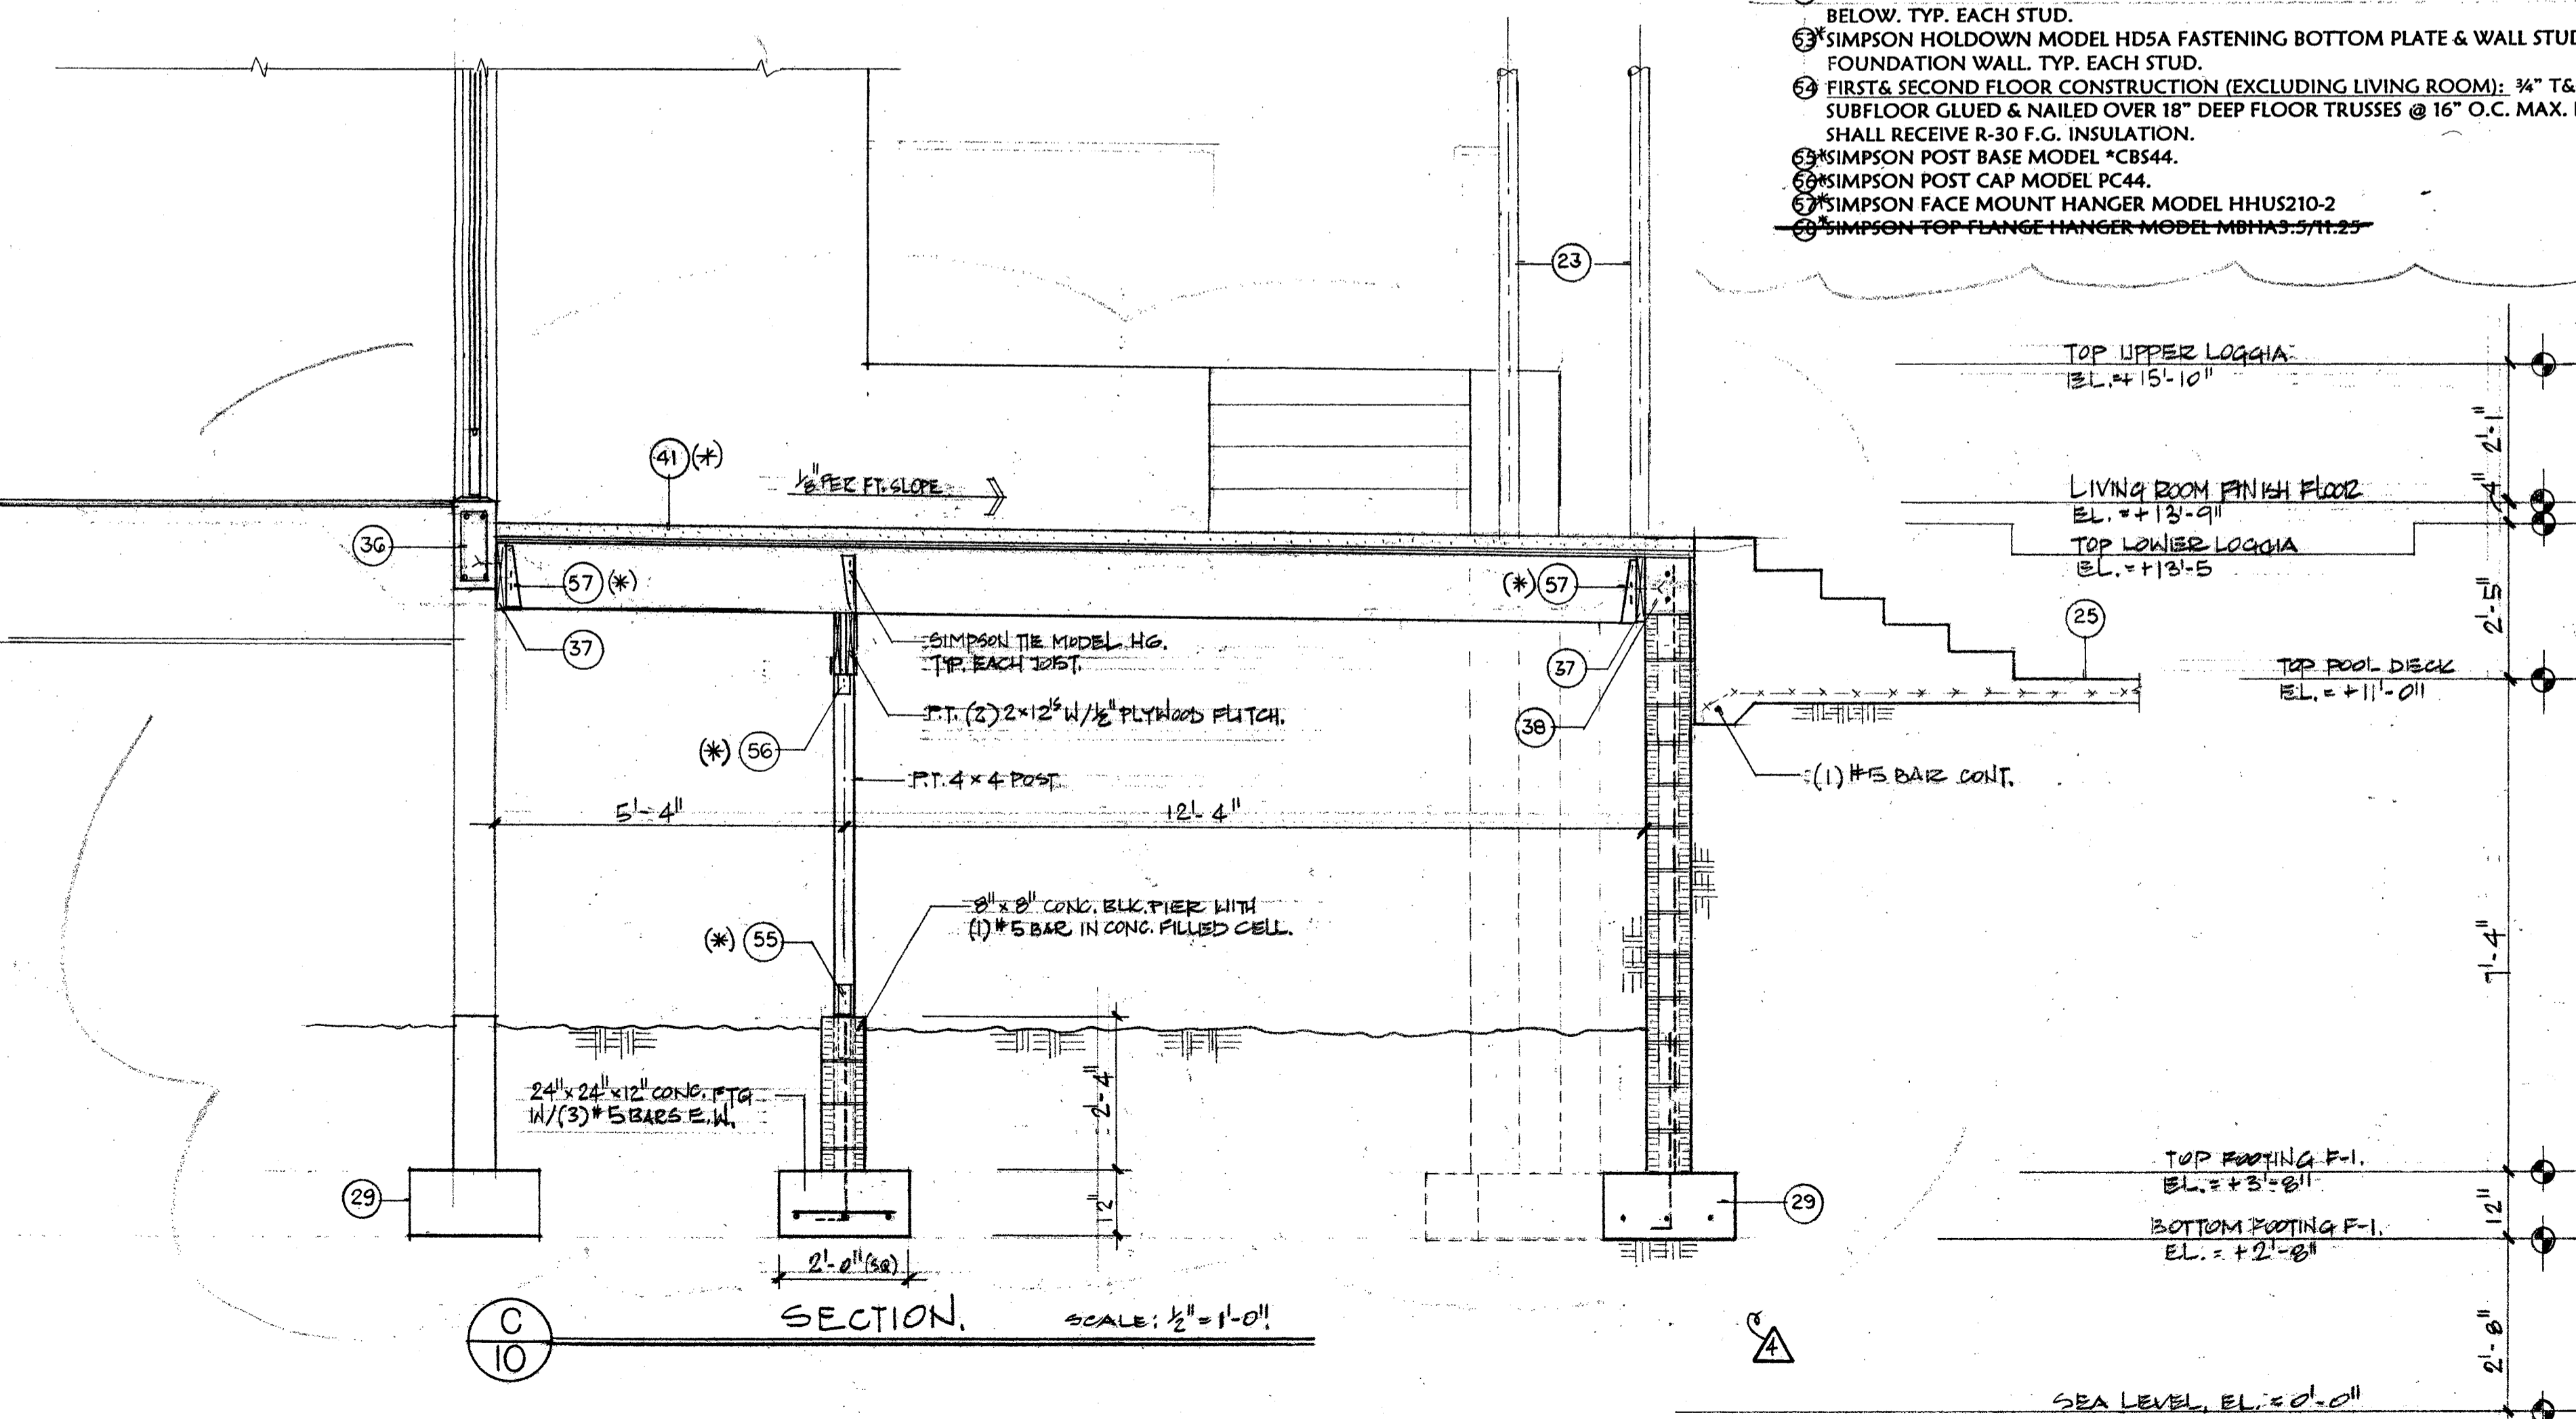 BELOW. TYP. EACH STUD.
53* SIMPSON HOLDOWN MODEL HD5A FASTENING BOTTOM PLATE & WALL STUD
FOUNDATION WALL. TYP. EACH STUD.
54 FIRST& SECOND FLOOR CONSTRUCTION (EXCLUDING LIVING ROOM): ¾" T&
SUBFLOOR GLUED & NAILED OVER 18" DEEP FLOOR TRUSSES @ 16" O.C. MAX.
SHALL RECEIVE R-30 F.G. INSULATION.
55* SIMPSON POST BASE MODEL *CBS44.
56* SIMPSON POST CAP MODEL PC44.
57* SIMPSON FACE MOUNT HANGER MODEL HHUS210-2
58* SIMPSON TOP FLANGE HANGER MODEL MBHA3.5/11.25
23
TOP UPPER LOGGIA
EL.=+15'-10"
2'-1"
41 (*)
⅛" PER FT. SLOPE
LIVING ROOM FINISH FLOOR
EL.=+13'-9"
4"
36
TOP LOWER LOGGIA
EL.=+13'-5
57 (*)
(*) 57
2'-5"
25
37
SIMPSON TIE MODEL H6.
TYP. EACH JOIST.
37
TOP POOL DECK
EL.=+11'-0"
P.T. (2) 2x12'S W/½" PLYWOOD FLITCH.
38
(*) 56
P.T. 4x4 POST
(1) #5 BAR CONT.
5'-4"
12'-4"
8"x8" CONC. BLK. PIER WITH
(1) #5 BAR IN CONC. FILLED CELL.
(*) 55
7'-4"
24"x24"x12" CONC. FTG
W/(3) #5 BARS E.W.
2'-4"
TOP FOOTING F-1.
EL.=+3'-8"
29
12"
29
12"
BOTTOM FOOTING F-1.
EL.=+2'-8"
2'-0" (SQ)
C
10
SECTION.
SCALE: ½"=1'-0"
4
2'-8"
SEA LEVEL, EL.=0'-0"